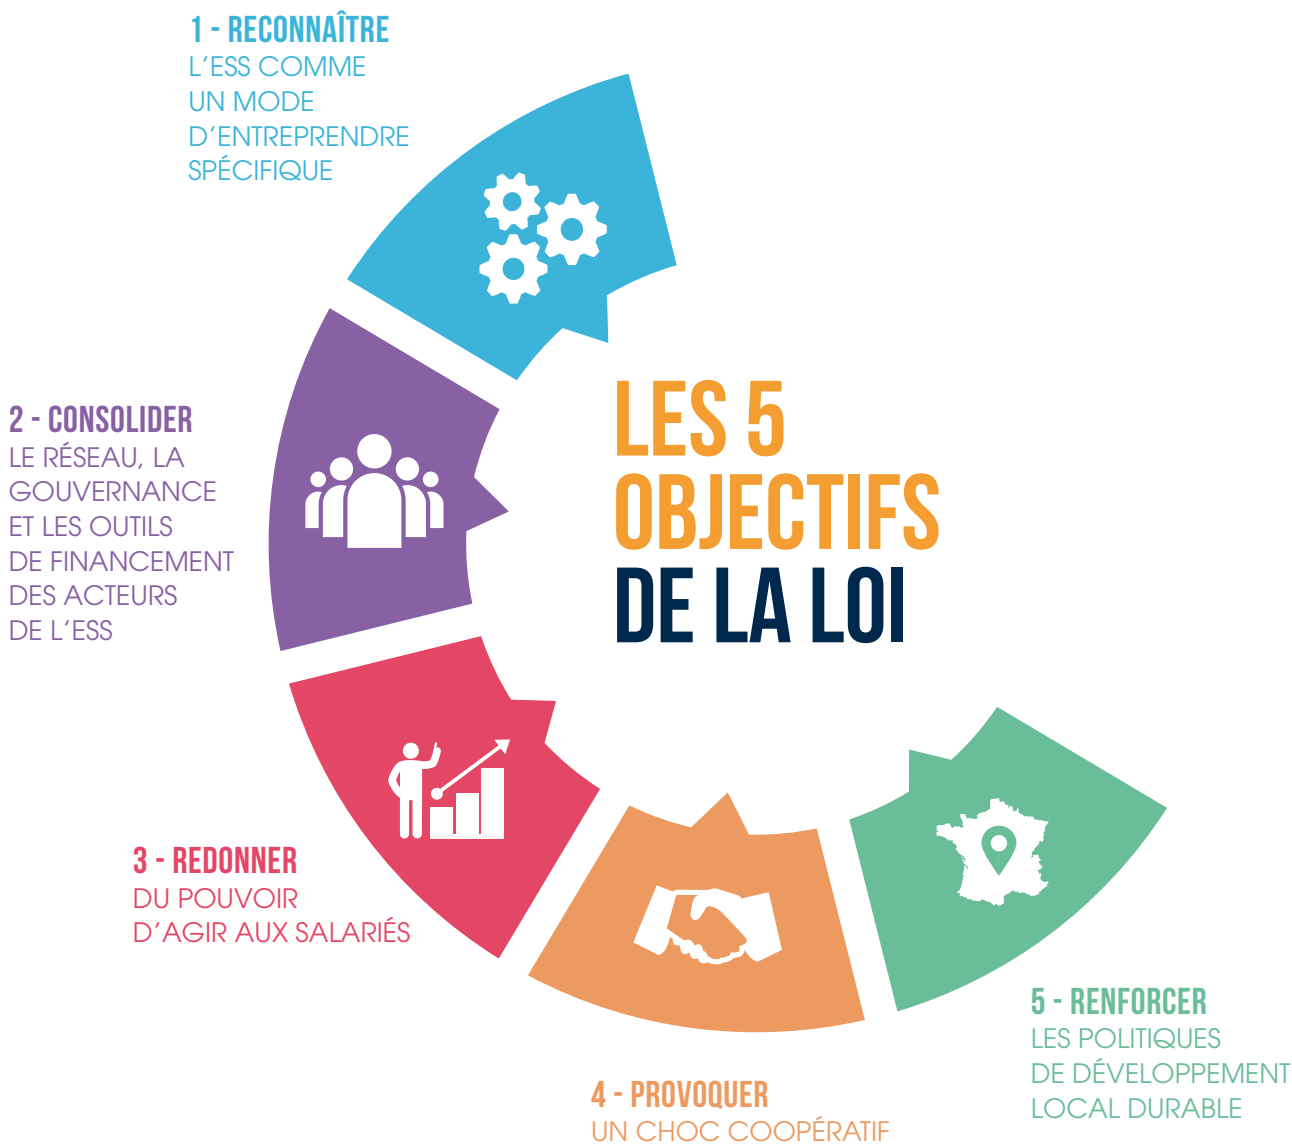 1 - RECONNAÎTRE
L'ESS COMME
UN MODE
D'ENTREPRENDRE
SPÉCIFIQUE
LES 5
OBJECTIFS
DE LA LOI
2 - CONSOLIDER
LE RÉSEAU, LA
GOUVERNANCE
ET LES OUTILS
DE FINANCEMENT
DES ACTEURS
DE L'ESS
3 - REDONNER
DU POUVOIR
D'AGIR AUX SALARIÉS
4 - PROVOQUER
UN CHOC COOPÉRATIF
5 - RENFORCER
LES POLITIQUES
DE DÉVELOPPEMENT
LOCAL DURABLE